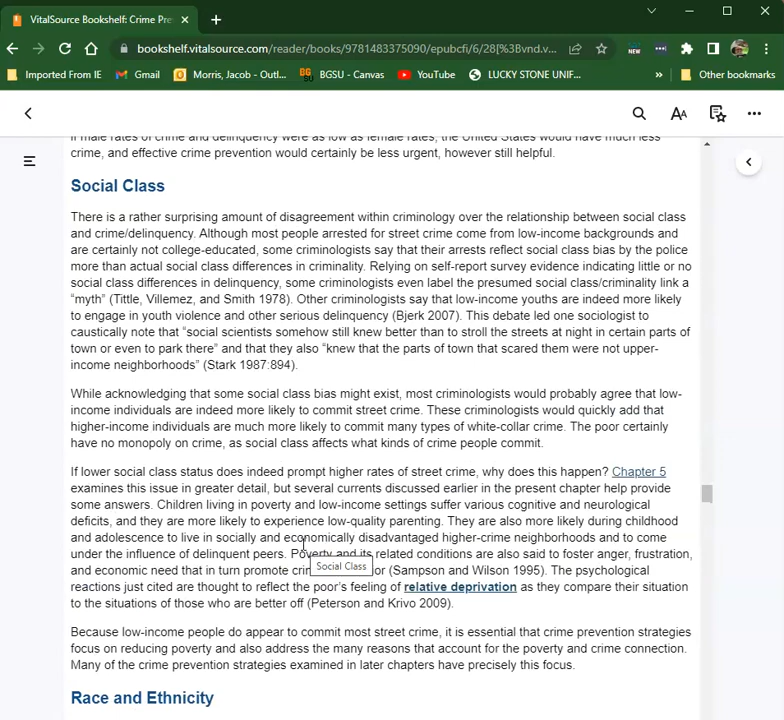 VitalSource Bookshelf: Crime Pre
bookshelf.vitalsource.com/reader/books/9781483375090/epubcfi/6/28[%3Bvnd.v
Imported From IE
Gmail
Morris, Jacob - Outl...
BGSU - Canvas
YouTube
LUCKY STONE UNIF...
»
Other bookmarks
AA
If male rates of crime and delinquency were as low as female rates, the United States would have much less
crime, and effective crime prevention would certainly be less urgent, however still helpful.
Social Class
There is a rather surprising amount of disagreement within criminology over the relationship between social class
and crime/delinquency. Although most people arrested for street crime come from low-income backgrounds and
are certainly not college-educated, some criminologists say that their arrests reflect social class bias by the police
more than actual social class differences in criminality. Relying on self-report survey evidence indicating little or no
social class differences in delinquency, some criminologists even label the presumed social class/criminality link a
“myth” (Tittle, Villemez, and Smith 1978). Other criminologists say that low-income youths are indeed more likely
to engage in youth violence and other serious delinquency (Bjerk 2007). This debate led one sociologist to
caustically note that “social scientists somehow still knew better than to stroll the streets at night in certain parts of
town or even to park there” and that they also “knew that the parts of town that scared them were not upper-
income neighborhoods” (Stark 1987:894).
While acknowledging that some social class bias might exist, most criminologists would probably agree that low-
income individuals are indeed more likely to commit street crime. These criminologists would quickly add that
higher-income individuals are much more likely to commit many types of white-collar crime. The poor certainly
have no monopoly on crime, as social class affects what kinds of crime people commit.
If lower social class status does indeed prompt higher rates of street crime, why does this happen? Chapter 5
examines this issue in greater detail, but several currents discussed earlier in the present chapter help provide
some answers. Children living in poverty and low-income settings suffer various cognitive and neurological
deficits, and they are more likely to experience low-quality parenting. They are also more likely during childhood
and adolescence to live in socially and economically disadvantaged higher-crime neighborhoods and to come
under the influence of delinquent peers. Poverty and its related conditions are also said to foster anger, frustration,
and economic need that in turn promote crim or (Sampson and Wilson 1995). The psychological
Social Class
reactions just cited are thought to reflect the poor’s feeling of relative deprivation as they compare their situation
to the situations of those who are better off (Peterson and Krivo 2009).
Because low-income people do appear to commit most street crime, it is essential that crime prevention strategies
focus on reducing poverty and also address the many reasons that account for the poverty and crime connection.
Many of the crime prevention strategies examined in later chapters have precisely this focus.
Race and Ethnicity